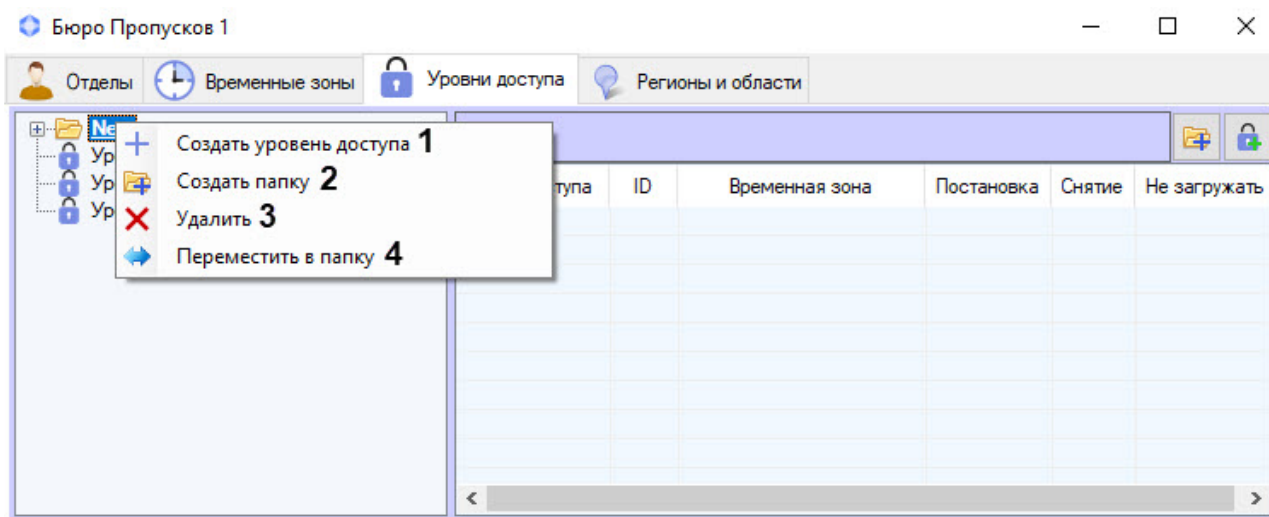 Бюро Пропусков 1
Отделы Временные зоны Уровни доступа Регионы и области
Создать уровень доступа 1
Создать папку 2
тупа ID Временная зона Постановка Снятие Не загружать
Удалить 3
Переместить в папку 4